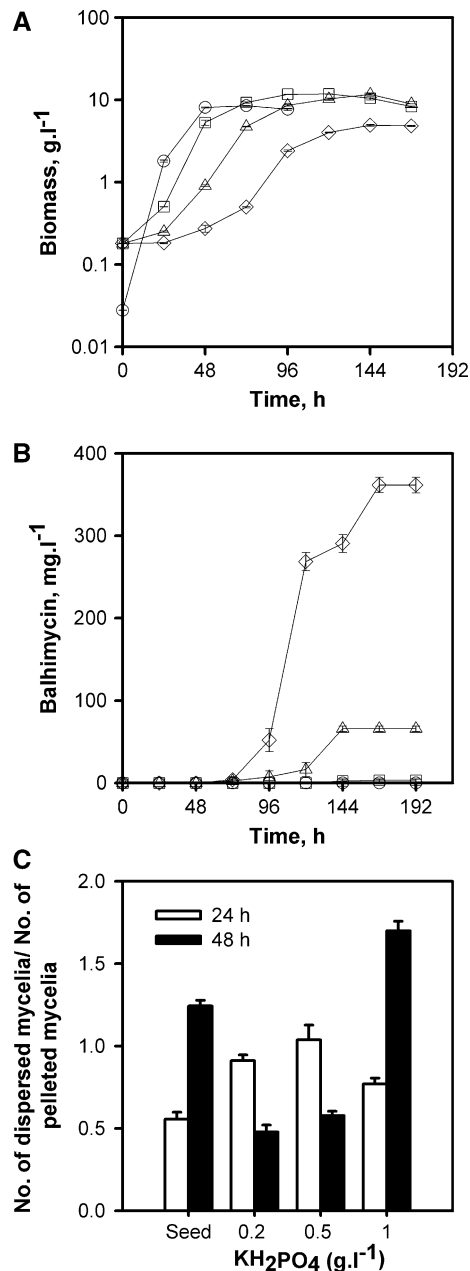 A
100
10
1
0.1
0.01
Biomass, g.l-1
0 48 96 144 192
Time, h
B
400
300
200
100
0
Balhimycin, mg.l-1
0 48 96 144 192
Time, h
C
2.0
1.5
1.0
0.5
0.0
No. of dispersed mycelia/ No. of
pelleted mycelia
24 h
48 h
Seed 0.2 0.5 1
KH2PO4 (g.l-1)